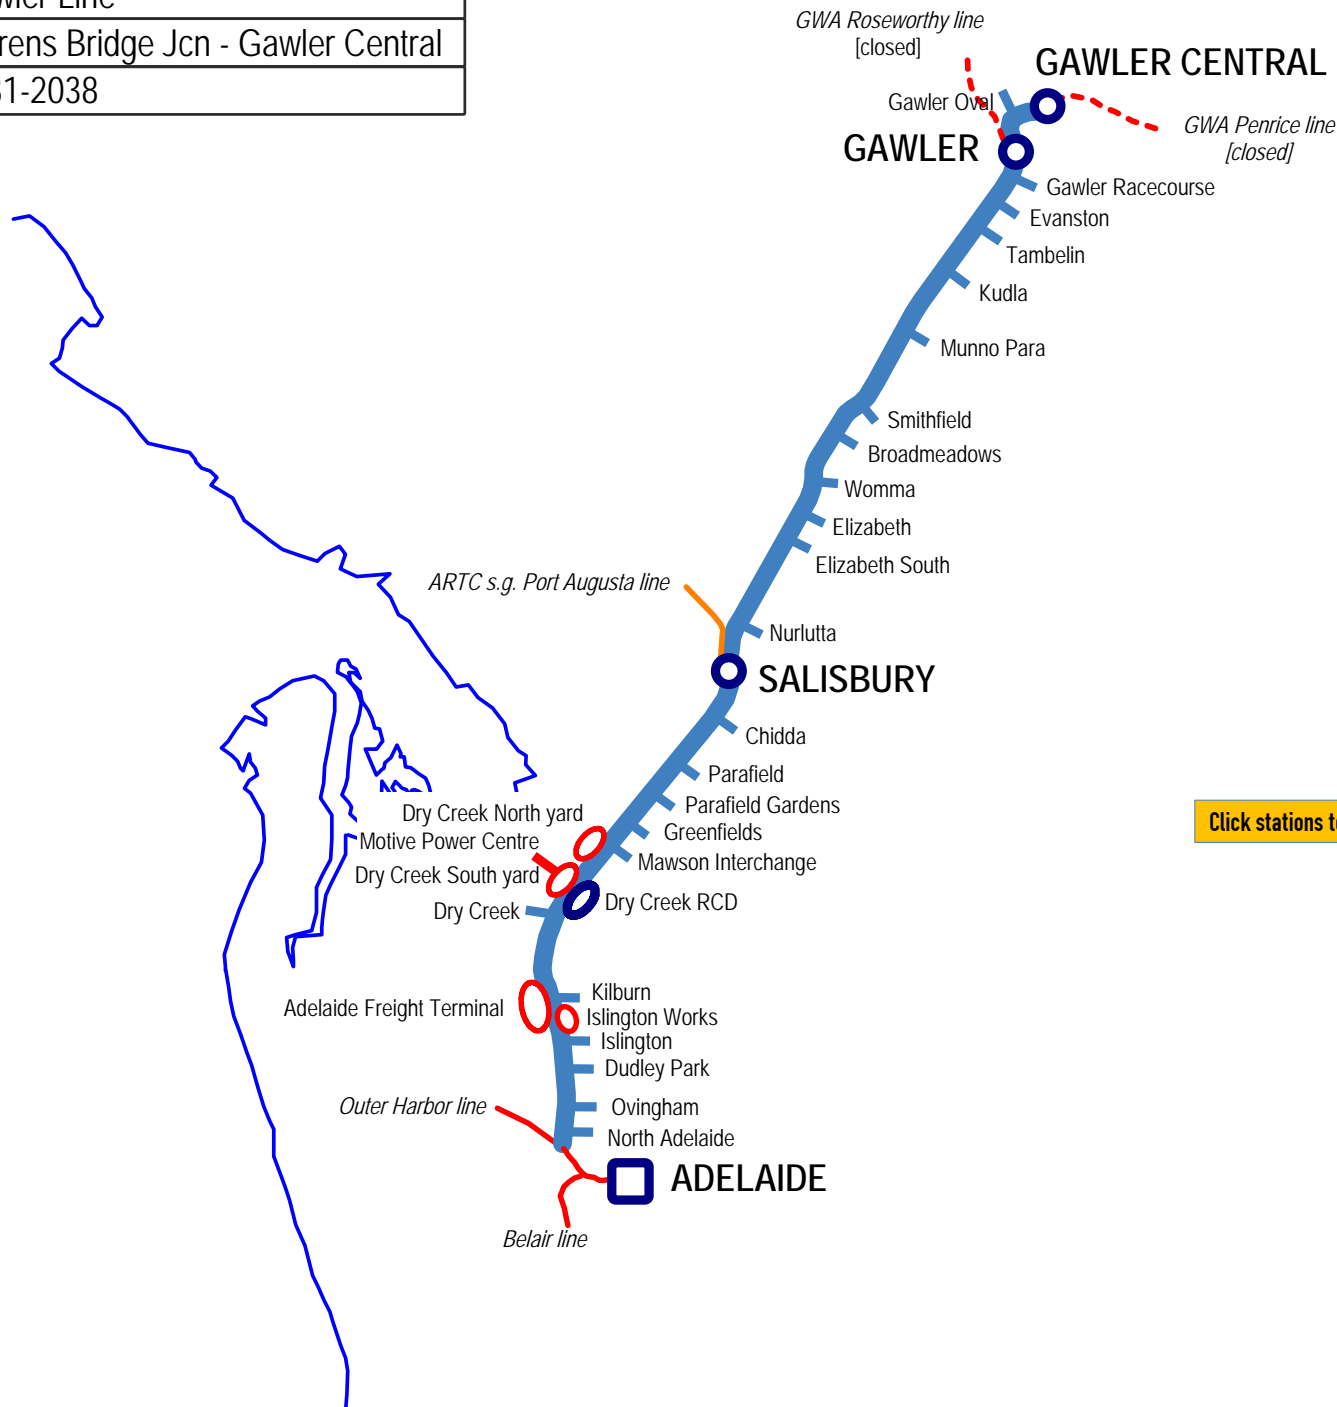 rens Bridge Jcn - Gawler Central
1-2038
GWA Roseworthy line
[closed]
GAWLER CENTRAL
Gawler Oval
GWA Penrice line
[closed]
GAWLER
Gawler Racecourse
Evanston
Tambelin
Kudla
Munno Para
Smithfield
Broadmeadows
Womma
Elizabeth
Elizabeth South
ARTC s.g. Port Augusta line
Nurlutta
SALISBURY
Chidda
Parafield
Parafield Gardens
Greenfields
Mawson Interchange
Dry Creek North yard
Motive Power Centre
Dry Creek South yard
Dry Creek RCD
Dry Creek
Click stations t
Kilburn
Adelaide Freight Terminal
Islington Works
Islington
Dudley Park
Outer Harbor line
Ovingham
North Adelaide
ADELAIDE
Belair line